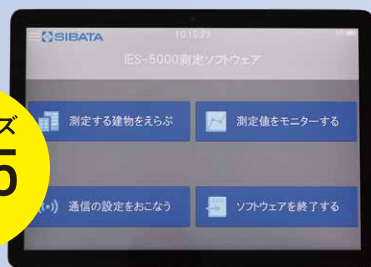 SIBATA
10:15:23
IES-5000測定ソフトウェア
ズ
測定する建物をえらぶ
測定値をモニターする
通信の設定をおこなう
ソフトウェアを終了する